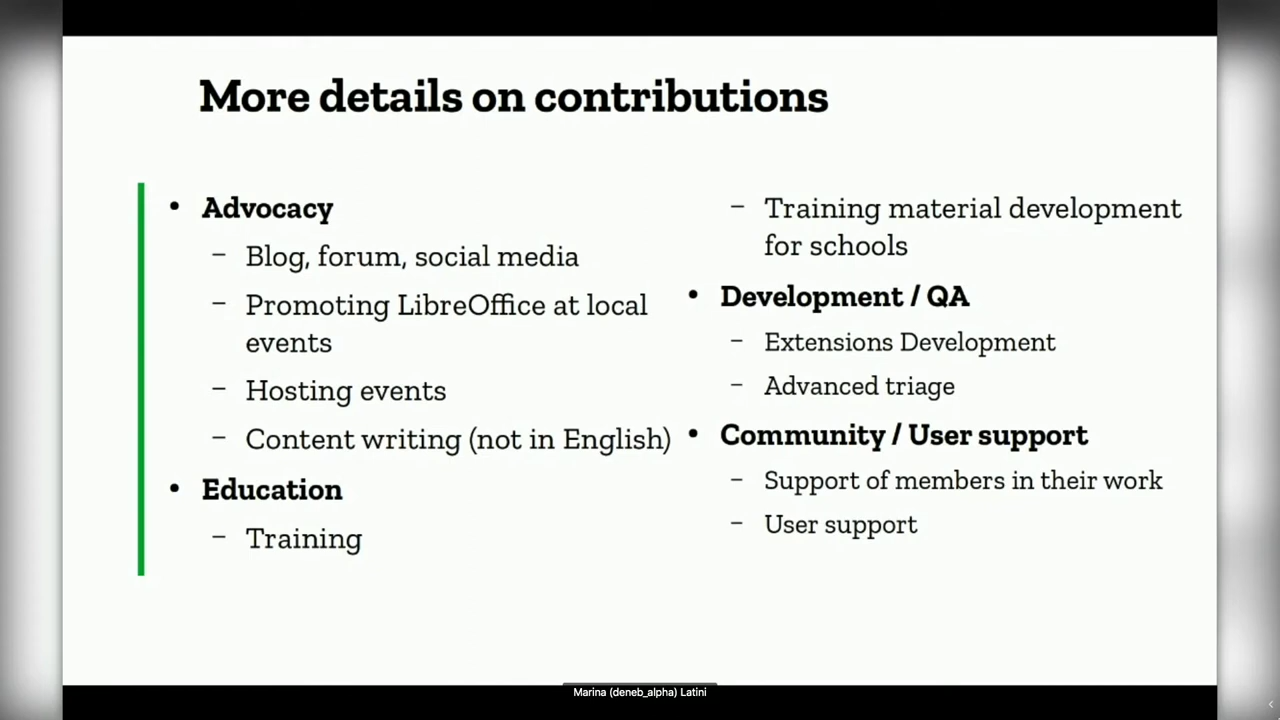 More details on contributions
• Advocacy
– Blog, forum, social media
– Promoting LibreOffice at local
events
– Hosting events
– Content writing (not in English)
• Education
– Training
– Training material development
for schools
• Development / QA
– Extensions Development
– Advanced triage
• Community / User support
– Support of members in their work
– User support
Marina (deneb_alpha) Latini